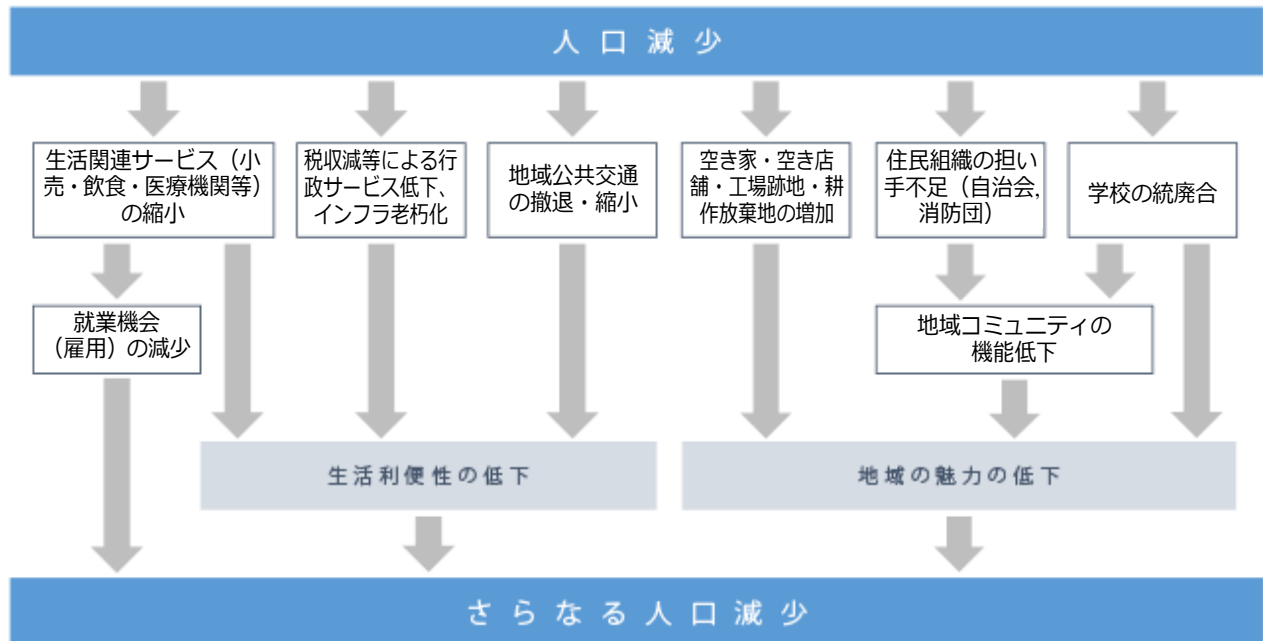 人口減少
生活関連サービス（小
売・飲食・医療機関等）
の縮小
税収減等による行
政サービス低下、
インフラ老朽化
地域公共交通
の撤退・縮小
空き家・空き店
舗・工場跡地・耕
作放棄地の増加
住民組織の担い
手不足（自治会,
消防団）
学校の統廃合
就業機会
（雇用）の減少
地域コミュニティの
機能低下
生活利便性の低下
地域の魅力の低下
さらなる人口減少